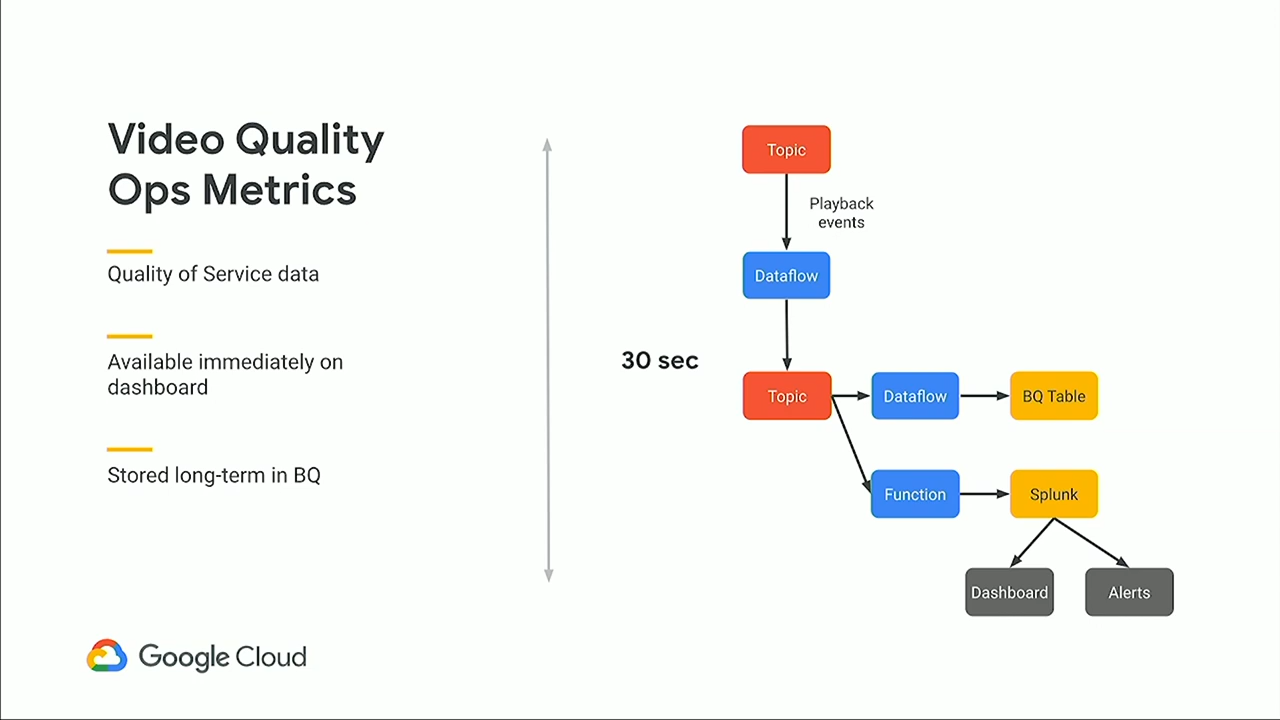 Video Quality
Ops Metrics
Quality of Service data
Available immediately on
dashboard
Stored long-term in BQ
30 sec
Topic
Playback
events
Dataflow
Topic
Dataflow
BQ Table
Function
Splunk
Dashboard
Alerts
Google Cloud